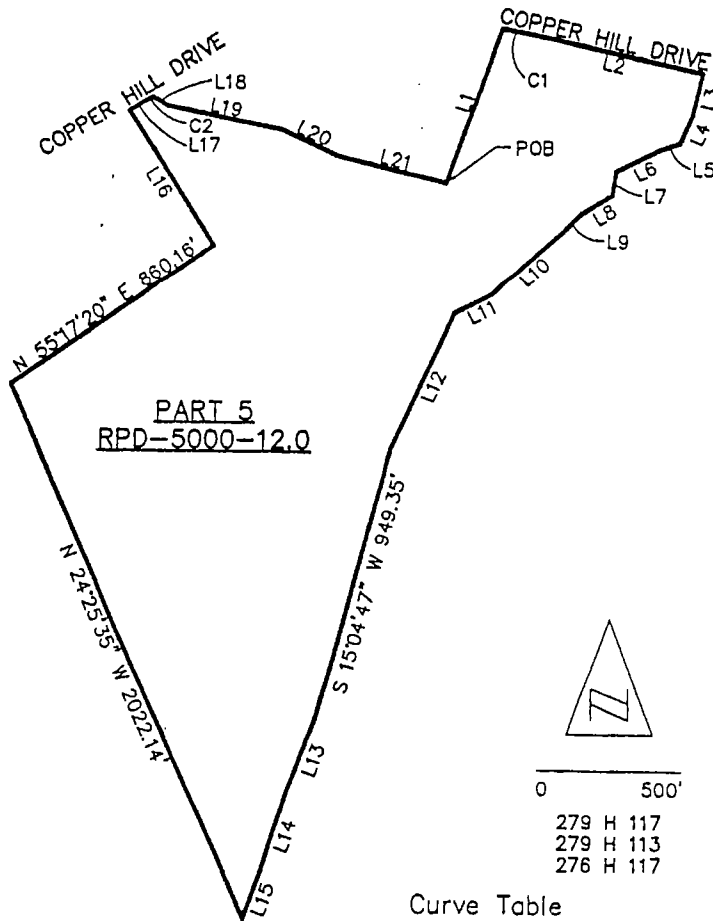 COPPER HILL DRIVE
L2
C1
L1
L3
L4
L5
L6
L7
L8
L9
L10
L11
L12
POB
COPPER HILL DRIVE
L18
C2
L17
L19
L20
L21
L16
N 55°17'20" E 860.16'
PART 5
RPD-5000-12.0
N 24°25'35" W 2022.14'
S 15°04'47" W 949.35'
L13
L14
L15
N
0 500'
279 H 117
279 H 113
276 H 117
Curve Table